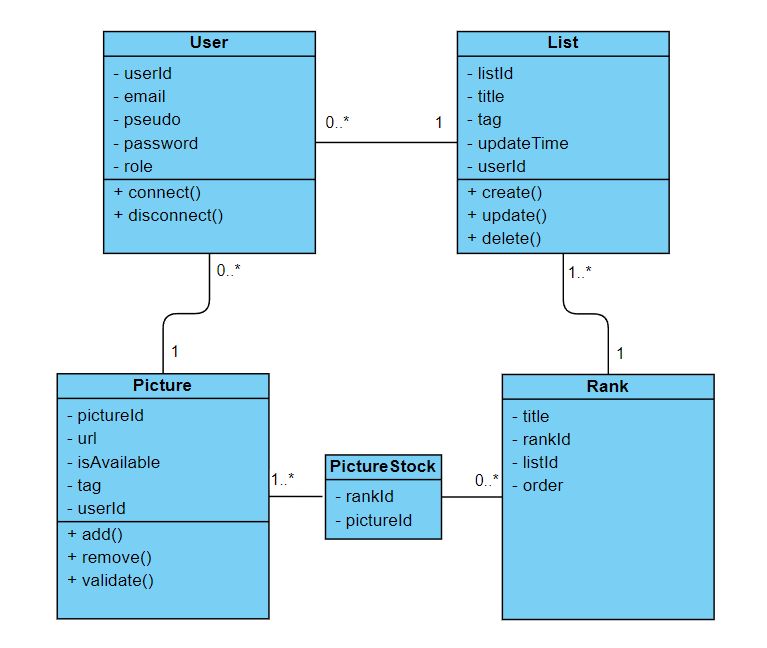 User
- userId
- email
- pseudo
- password
- role
+ connect()
+ disconnect()
0..*
1
List
- listId
- title
- tag
- updateTime
- userId
+ create()
+ update()
+ delete()
0..*
1
1..*
1
Picture
- pictureId
- url
- isAvailable
- tag
- userId
+ add()
+ remove()
+ validate()
1..*
PictureStock
- rankId
- pictureId
0..*
Rank
- title
- rankId
- listId
- order